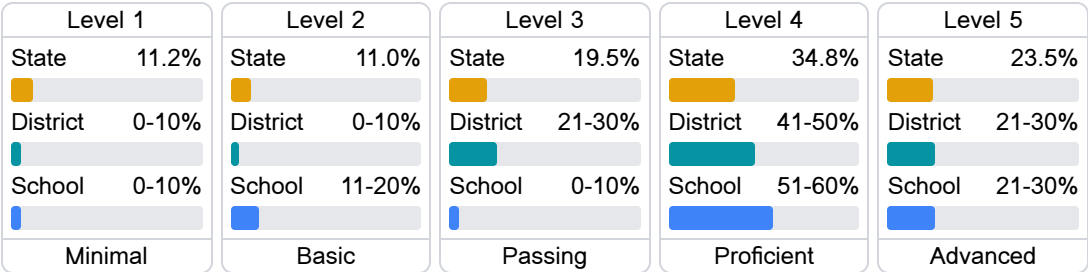 Level 1
State 11.2%
District 0-10%
School 0-10%
Minimal
Level 2
State 11.0%
District 0-10%
School 11-20%
Basic
Level 3
State 19.5%
District 21-30%
School 0-10%
Passing
Level 4
State 34.8%
District 41-50%
School 51-60%
Proficient
Level 5
State 23.5%
District 21-30%
School 21-30%
Advanced